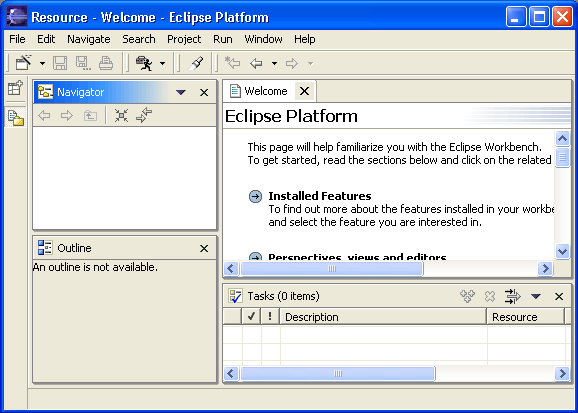 Resource - Welcome - Eclipse Platform
File Edit Navigate Search Project Run Window Help
Navigator
Welcome
Eclipse Platform
This page will help familiarize you with the Eclipse Workbench.
To get started, read the sections below and click on the related
Installed Features
To find out more about the features installed in your workbe
and select the feature you are interested in.
Perspectives, views and editors
Outline
An outline is not available.
Tasks (0 items)
! Description Resource